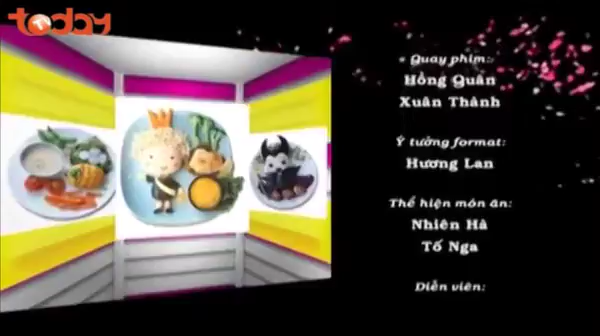 today
Quay phim:
Hồng Quân
Xuân Thành
Ý tưởng format:
Hương Lan
Thể hiện món ăn:
Nhiên Hà
Tố Nga
Diễn viên: